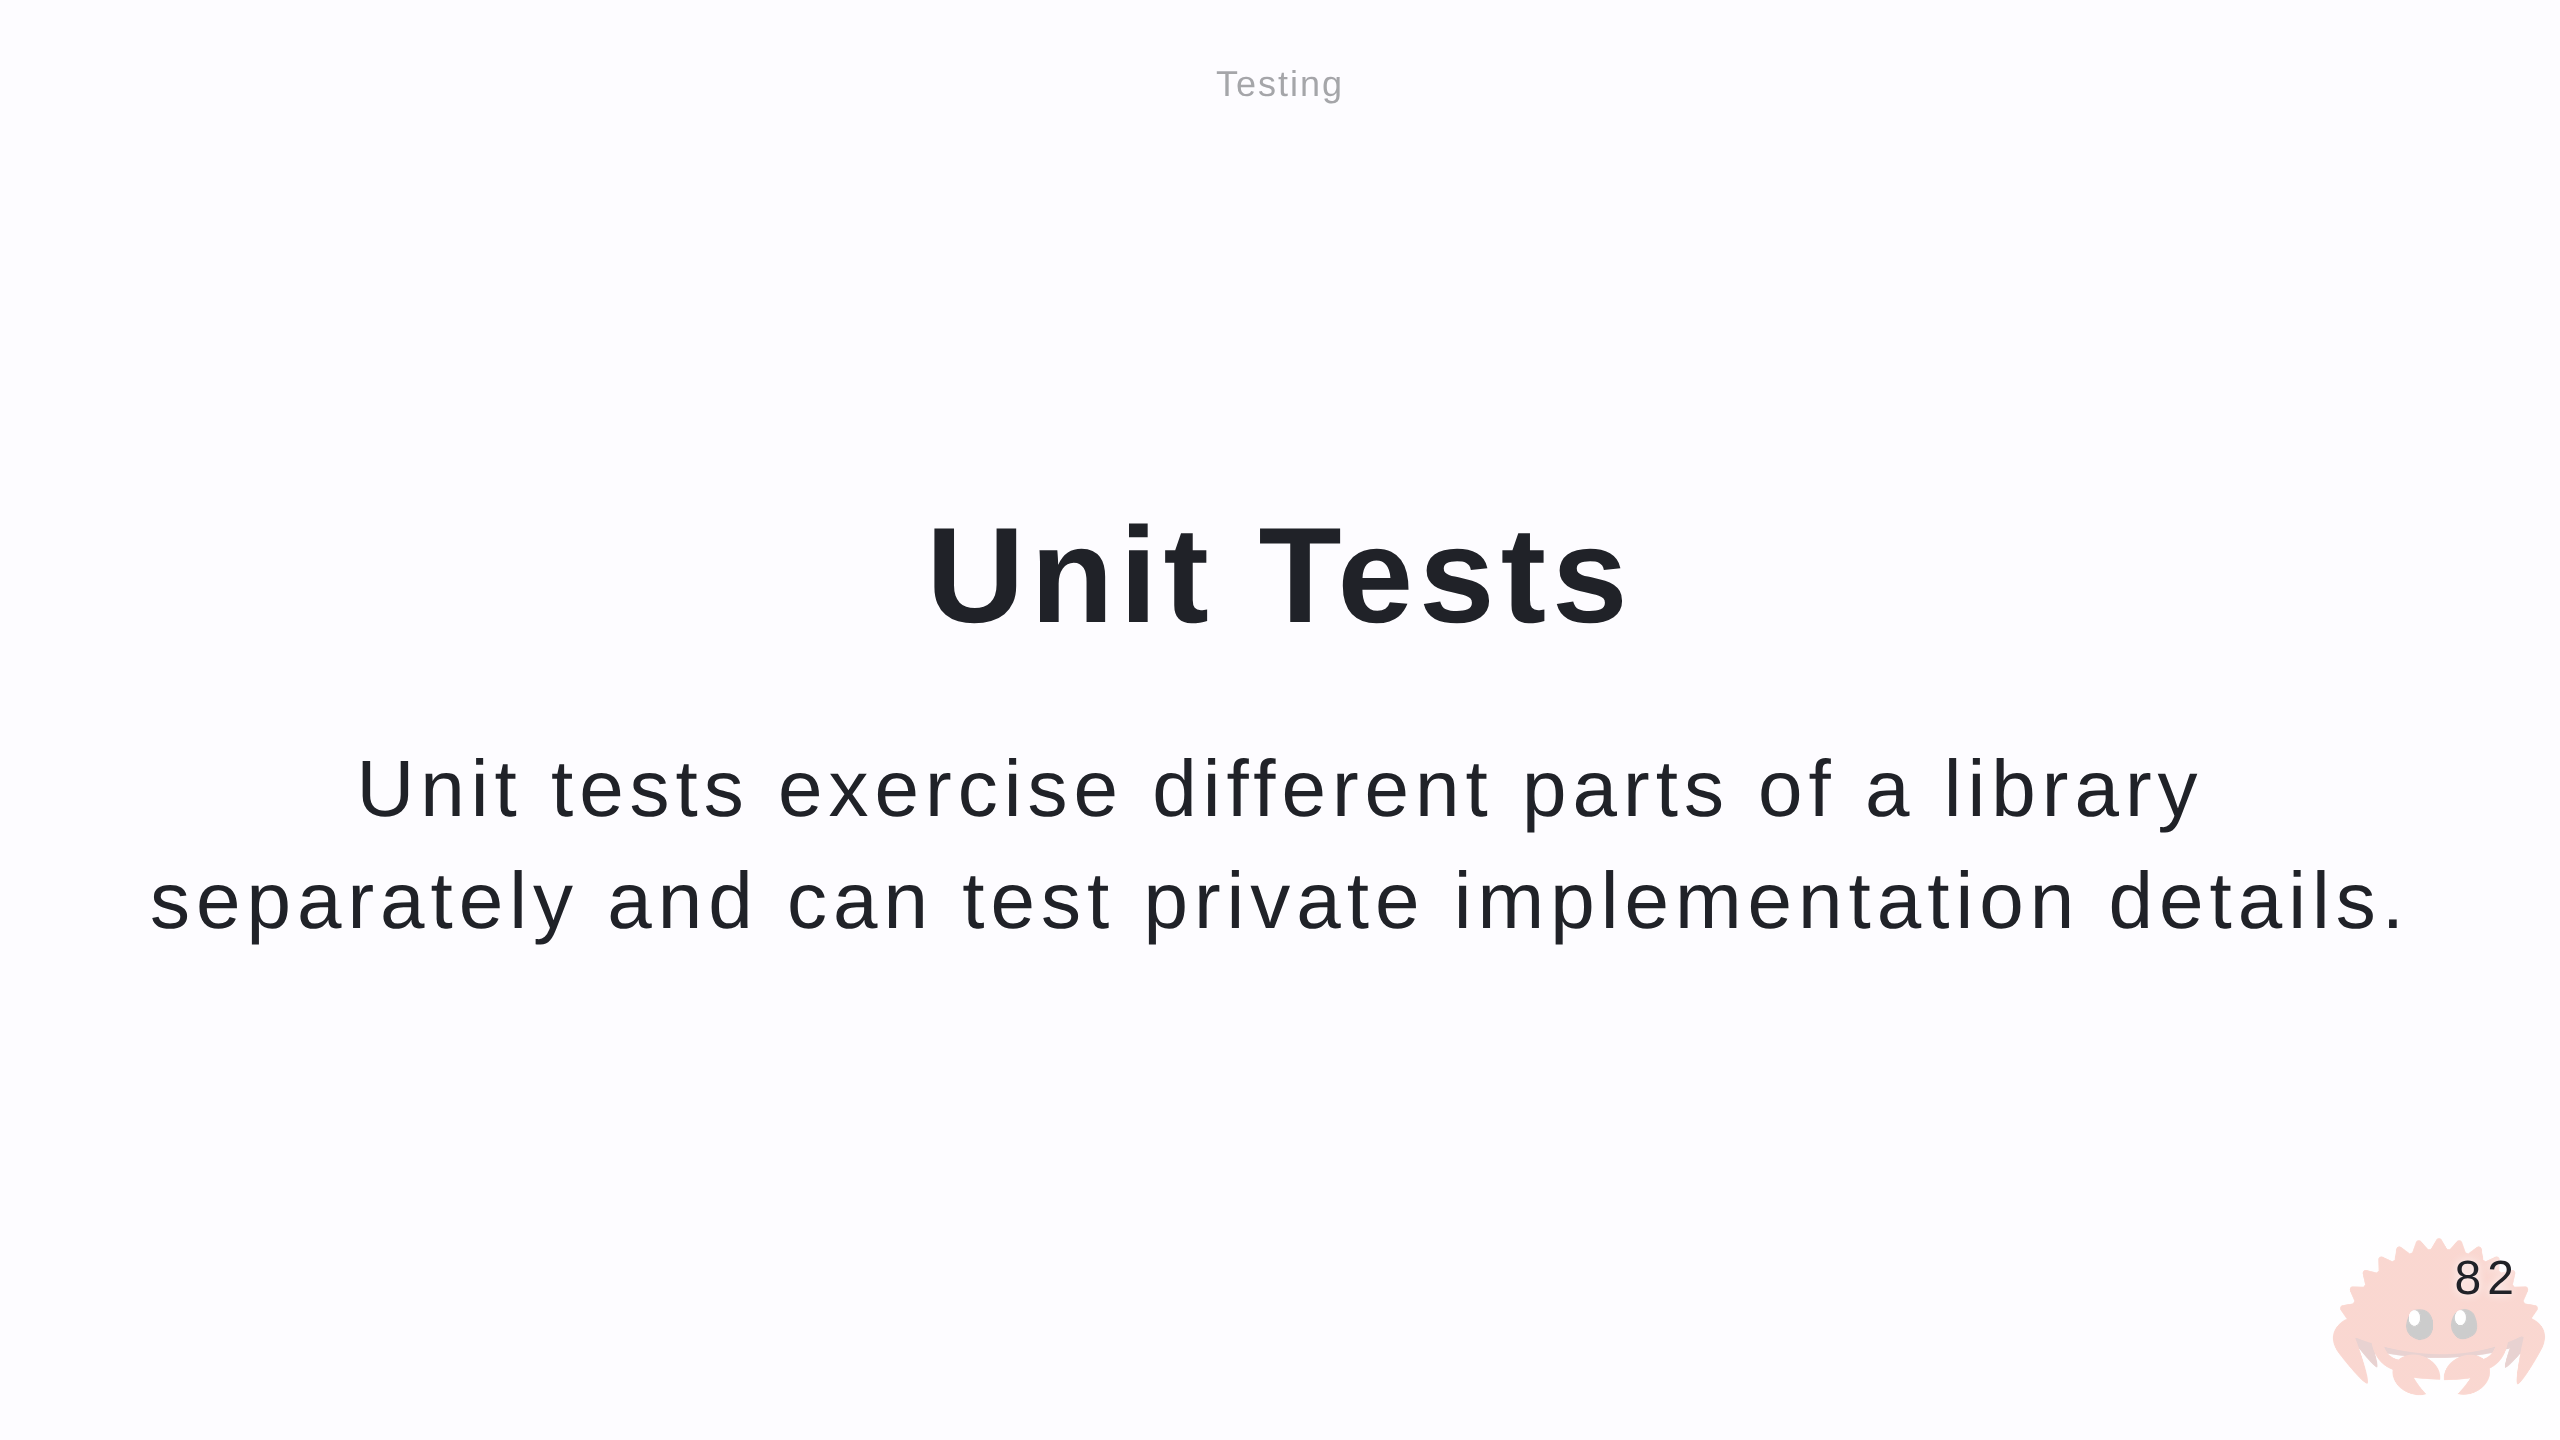 Testing
Unit Tests
Unit tests exercise different parts of a library
separately and can test private implementation details.
82